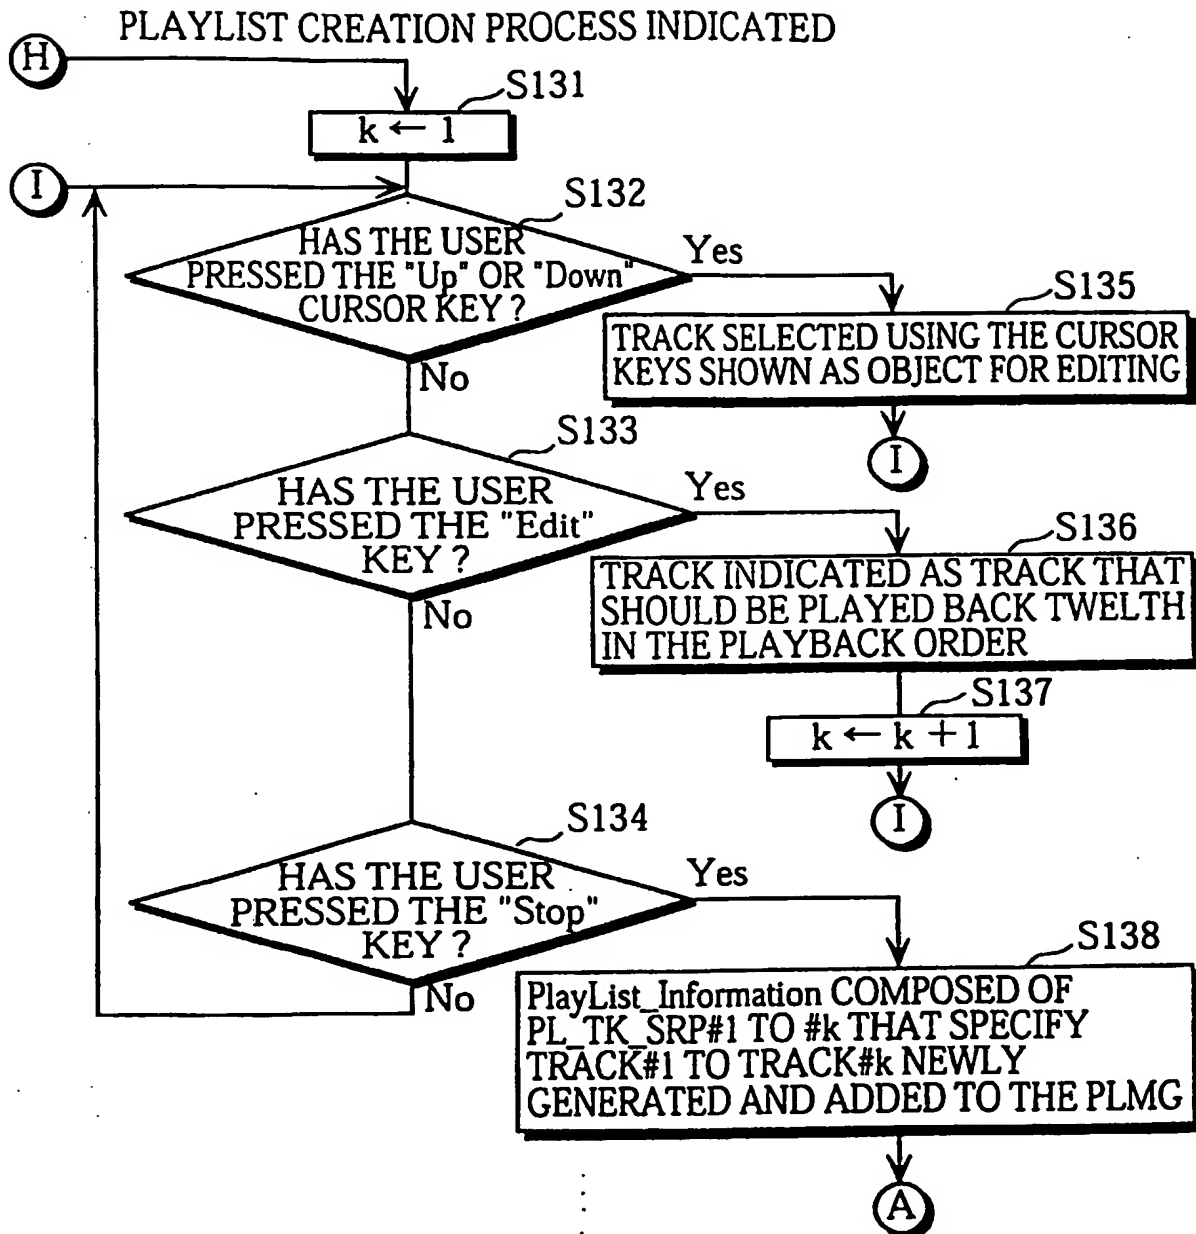 PLAYLIST CREATION PROCESS INDICATED
H
S131
k ← 1
I
S132
HAS THE USER
PRESSED THE "Up" OR "Down"
CURSOR KEY ?
Yes
No
S135
TRACK SELECTED USING THE CURSOR
KEYS SHOWN AS OBJECT FOR EDITING
I
S133
HAS THE USER
PRESSED THE "Edit"
KEY ?
Yes
No
S136
TRACK INDICATED AS TRACK THAT
SHOULD BE PLAYED BACK TWELTH
IN THE PLAYBACK ORDER
S137
k ← k + 1
I
S134
HAS THE USER
PRESSED THE "Stop"
KEY ?
Yes
No
S138
PlayList_Information COMPOSED OF
PL_TK_SRP#1 TO #k THAT SPECIFY
TRACK#1 TO TRACK#k NEWLY
GENERATED AND ADDED TO THE PLMG
A